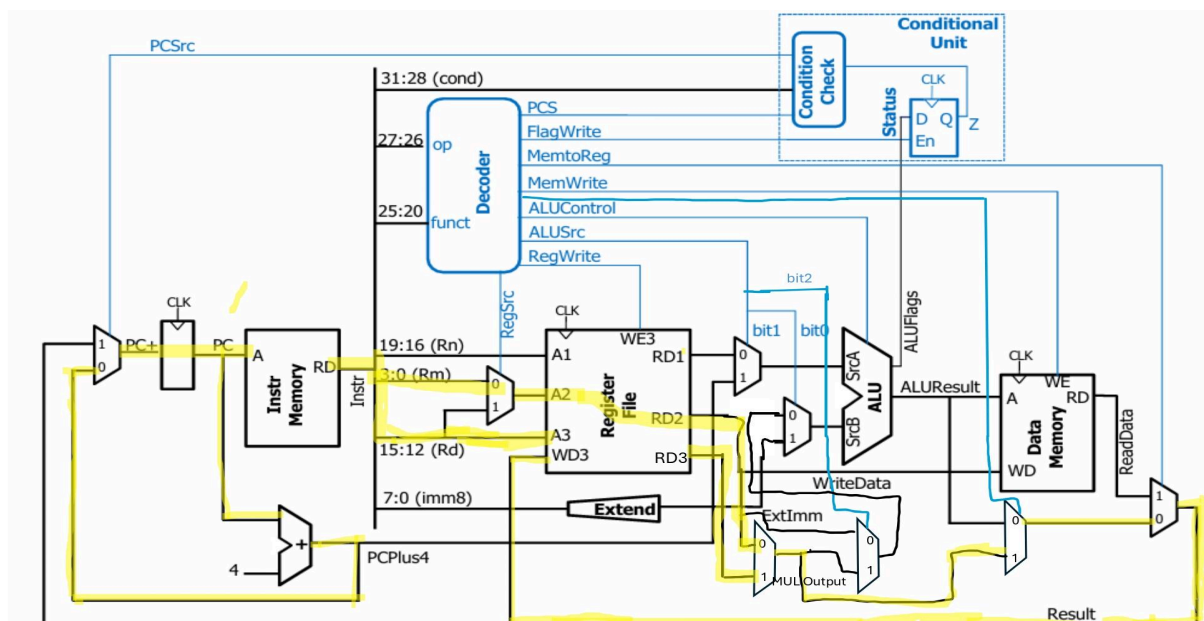 Conditional
Unit
PCSrc
31:28 (cond)
Condition
Check
CLK
Status
D Q
En
Z
27:26
op
25:20
funct
Decoder
PCS
FlagWrite
MemtoReg
MemWrite
ALUControl
ALUSrc
RegWrite
RegSrc
bit2
bit1
bit0
CLK
1
0
PC+
PC
A
RD
Instr
Memory
Instr
19:16 (Rn)
3:0 (Rm)
15:12 (Rd)
7:0 (imm8)
0
1
CLK
WE3
A1
RD1
A2
RD2
A3
RD3
WD3
Register
File
0
1
0
1
SrcA
SrcB
ALU
ALUFlags
ALUResult
CLK
WE
A
RD
WD
Data
Memory
ReadData
1
0
Extend
WriteData
ExtImm
0
1
MULOutput
0
1
0
1
+
4
PCPlus4
Result